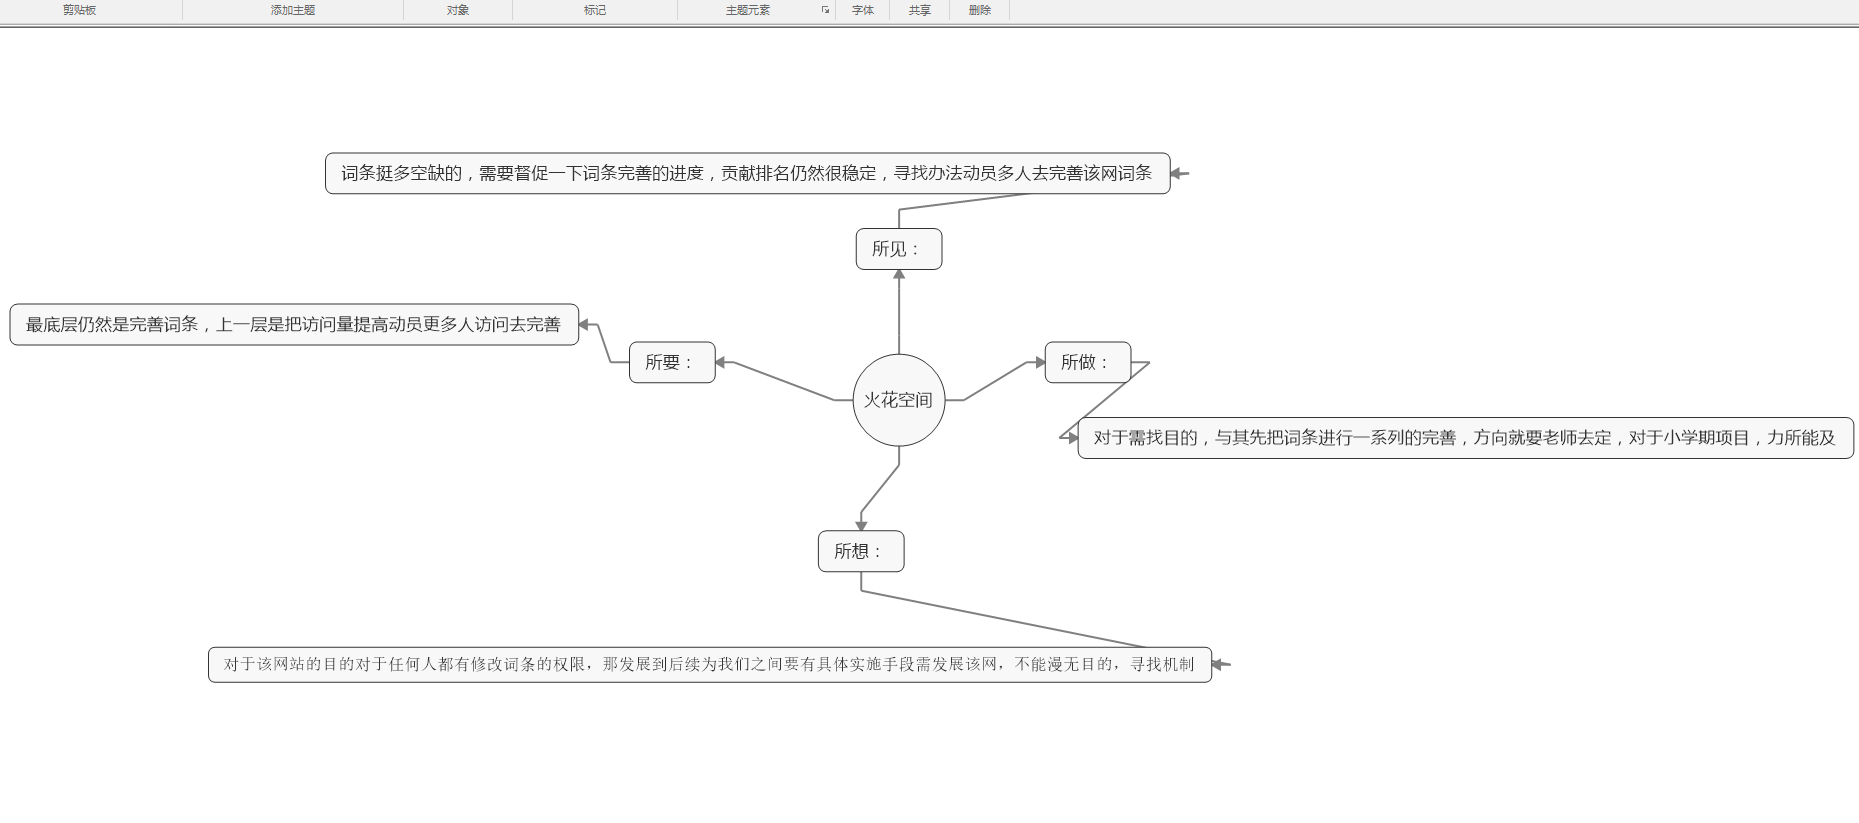 剪贴板
添加主题
对象
标记
主题元素
字体
共享
删除
词条挺多空缺的，需要督促一下词条完善的进度，贡献排名仍然很稳定，寻找办法动员多人去完善该网词条
所见：
最底层仍然是完善词条，上一层是把访问量提高动员更多人访问去完善
所要：
所做：
火花空间
对于需找目的，与其先把词条进行一系列的完善，方向就要老师去定，对于小学期项目，力所能及
所想：
对于该网站的目的对于任何人都有修改词条的权限，那发展到后续为我们之间要有具体实施手段需发展该网，不能漫无目的，寻找机制